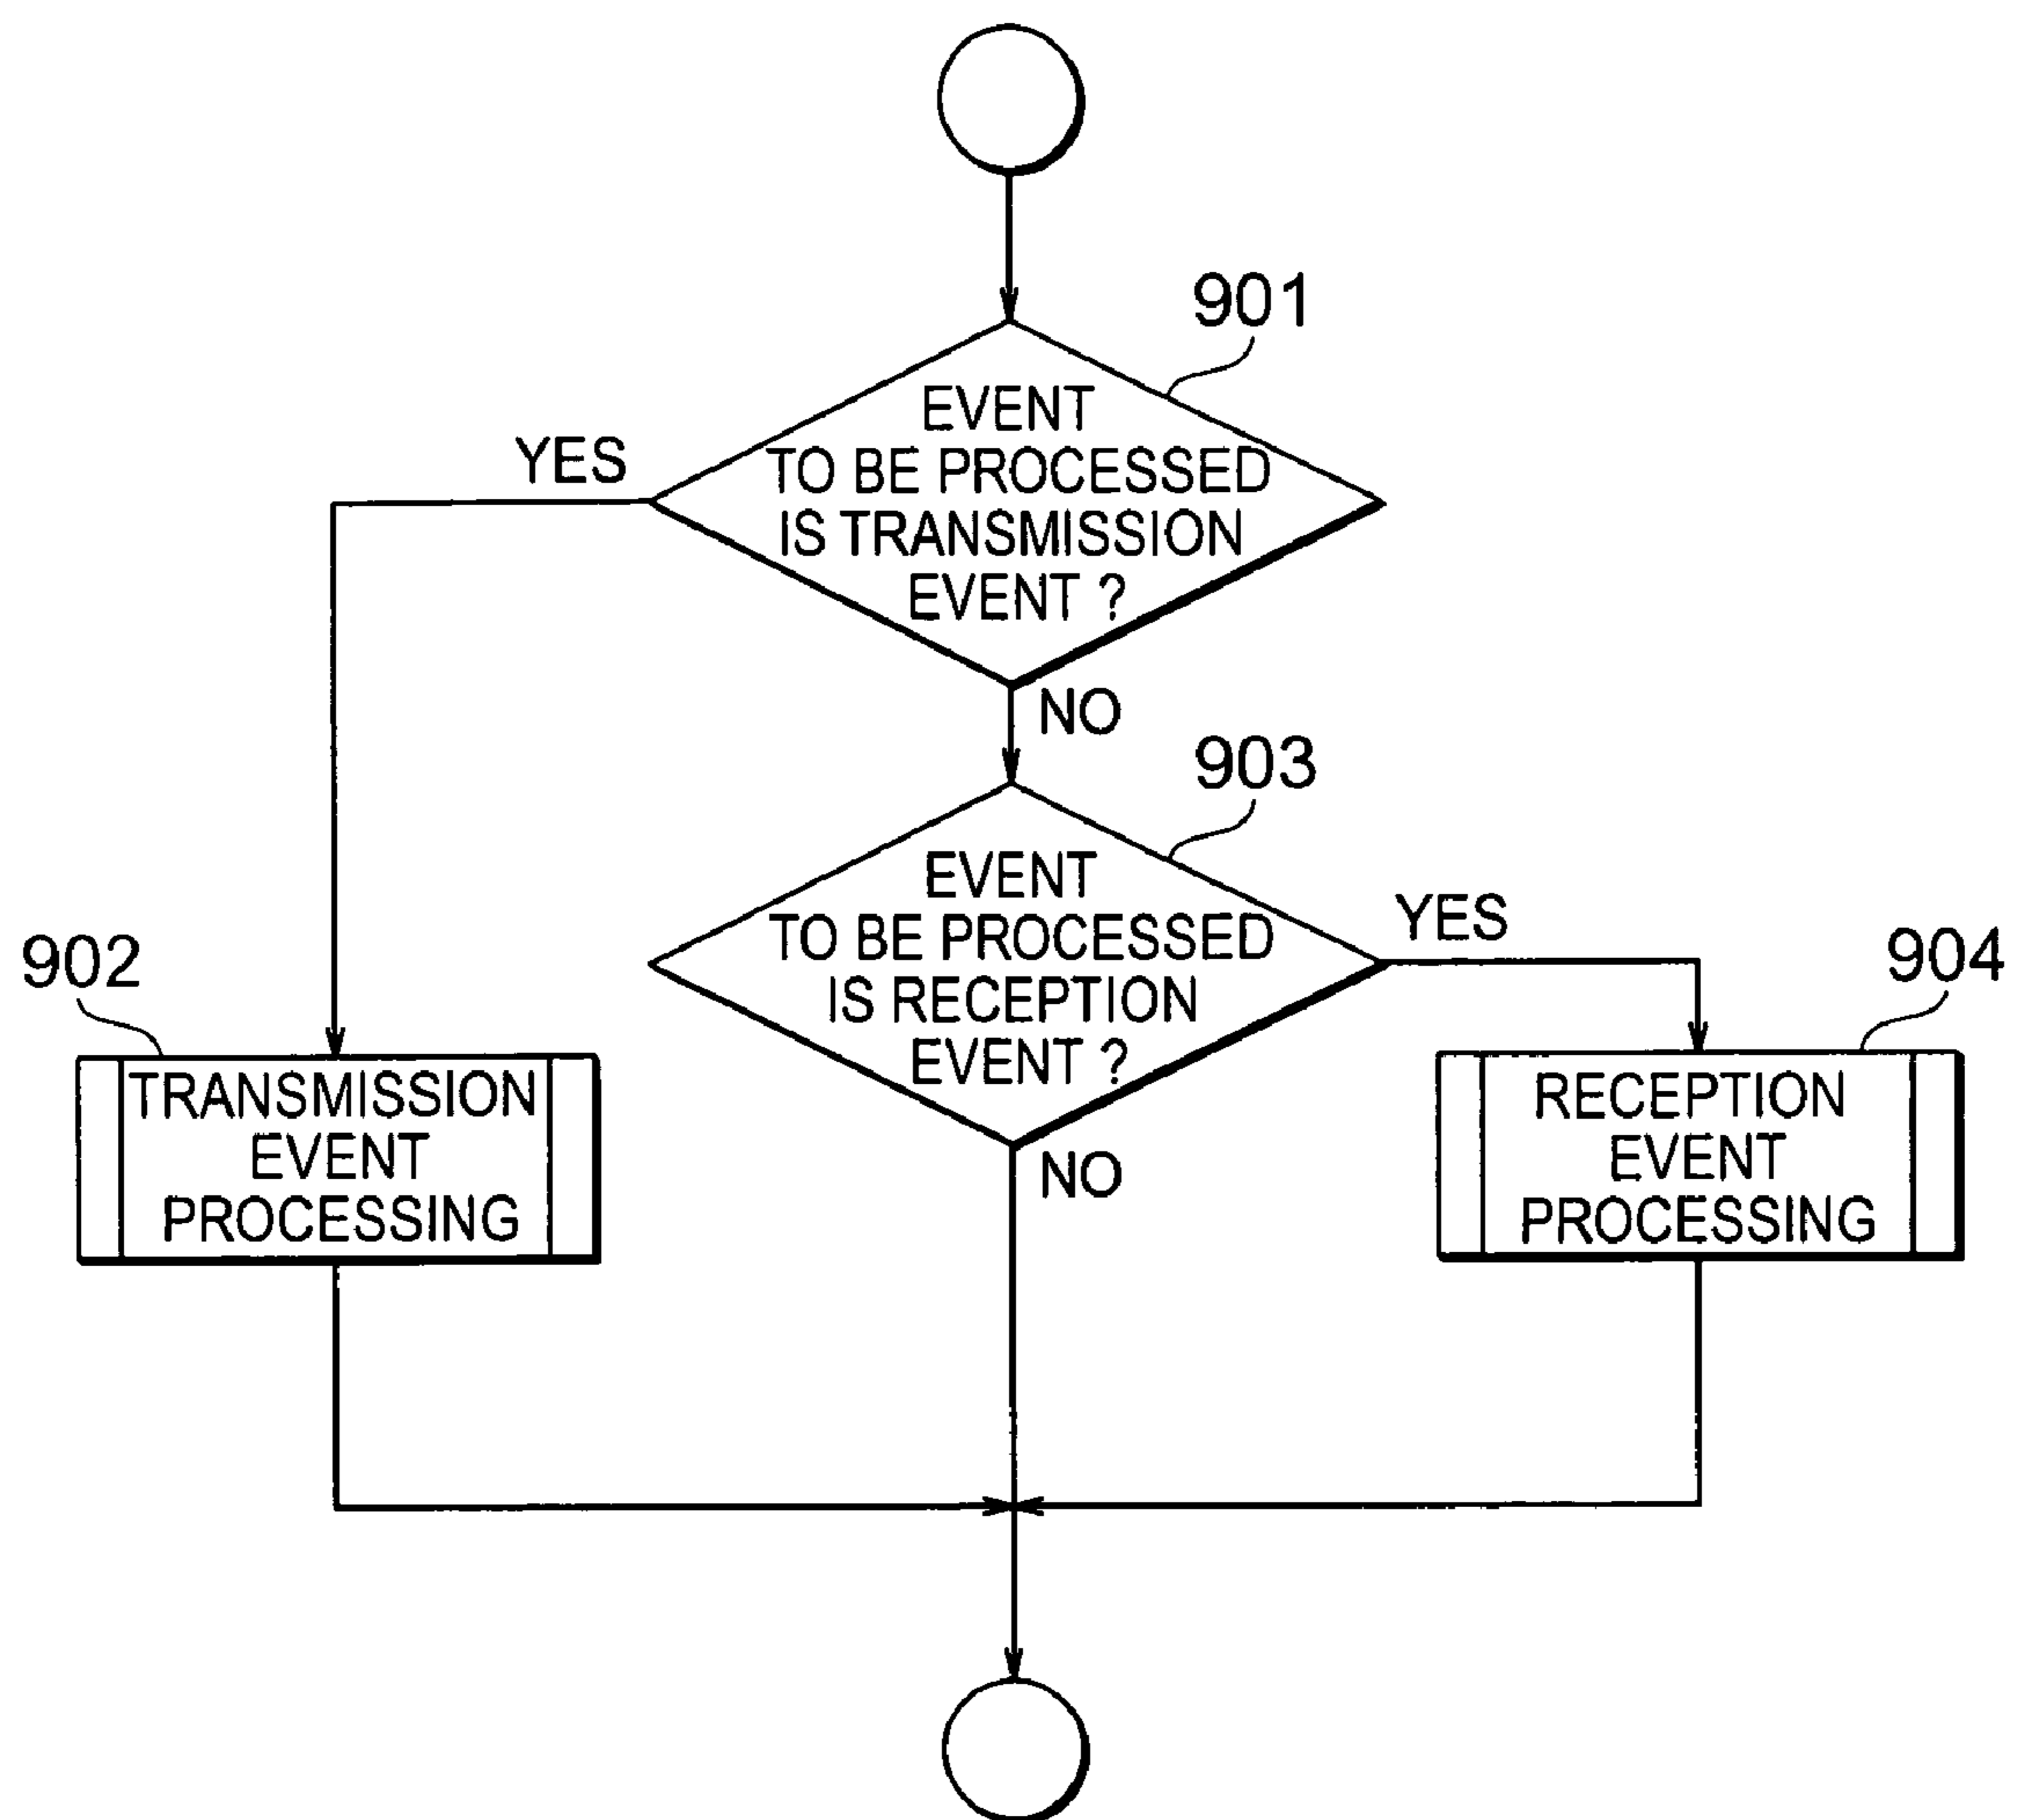 901
EVENT
TO BE PROCESSED
IS TRANSMISSION
EVENT ?
YES
NO
903
EVENT
TO BE PROCESSED
IS RECEPTION
EVENT ?
YES
NO
902
TRANSMISSION
EVENT
PROCESSING
904
RECEPTION
EVENT
PROCESSING